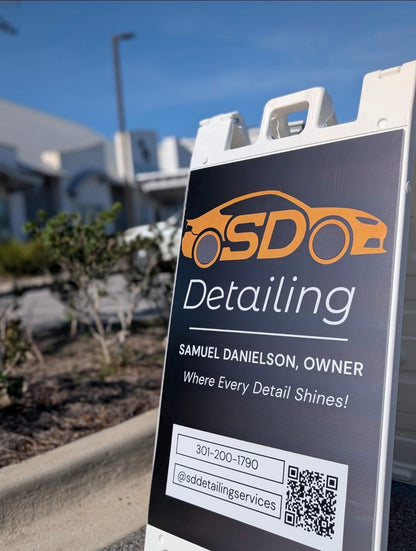 SD
Detailing
SAMUEL DANIELSON, OWNER
Where Every Detail Shines!
301-200-1790
@sddetailingservices